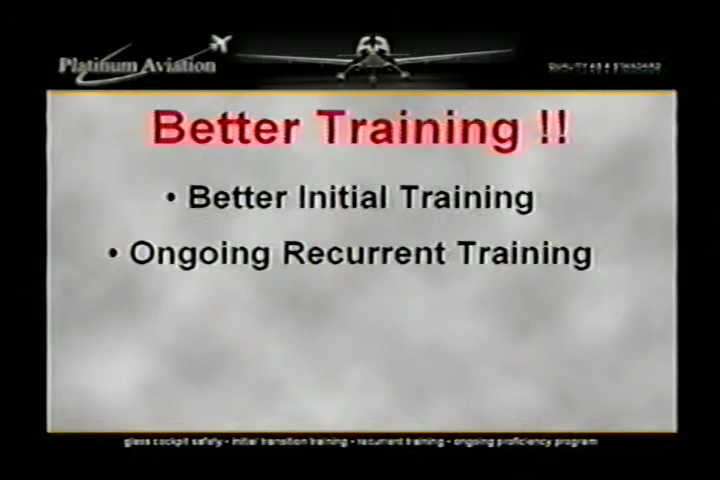 Platinum Aviation
QUALITY AS A STANDARD
Better Training !!
• Better Initial Training
• Ongoing Recurrent Training
glass cockpit safety - initial transition training - recurrent training - ongoing proficiency program